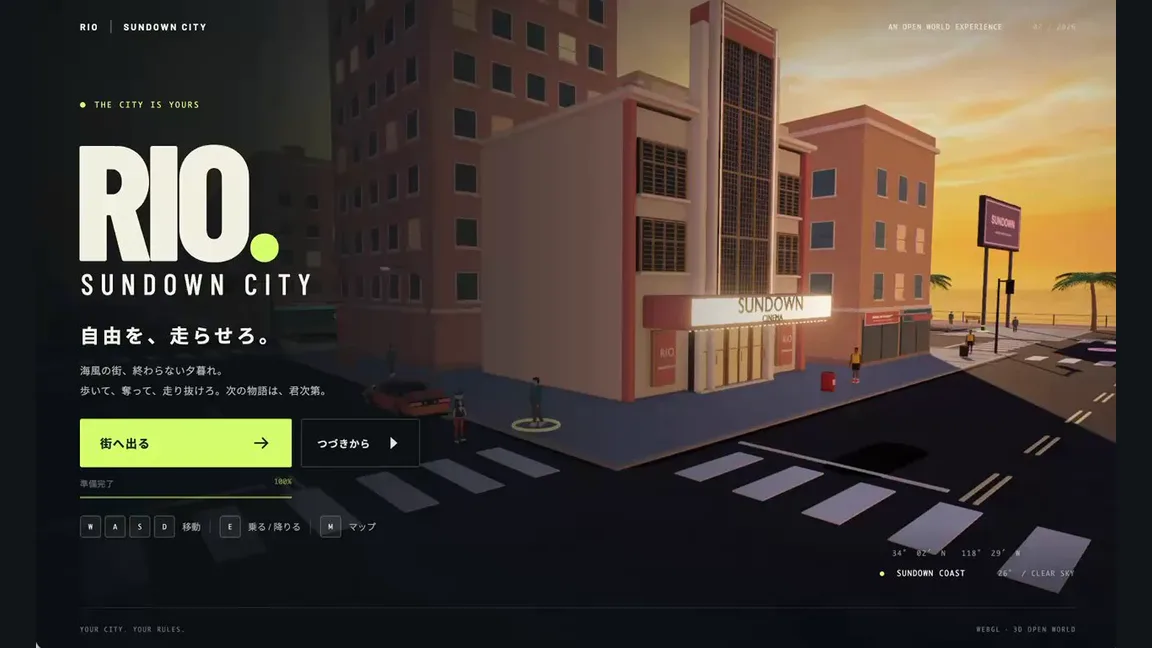 RIO SUNDOWN CITY
AN OPEN WORLD EXPERIENCE
THE CITY IS YOURS
RIO.
SUNDOWN CITY
自由を、走らせろ。
海風の街、終わらない夕暮れ。
歩いて、奪って、走り抜けろ。次の物語は、君次第。
街へ出る →
つづきから
準備完了 100%
W A S D 移動 E 乗る / 降りる M マップ
SUNDOWN
CINEMA
RIO
RIO
SUNDOWN
34° 02′ N 118° 29′ W
SUNDOWN COAST 26° / CLEAR SKY
YOUR CITY. YOUR RULES.
WEBGL · 3D OPEN WORLD